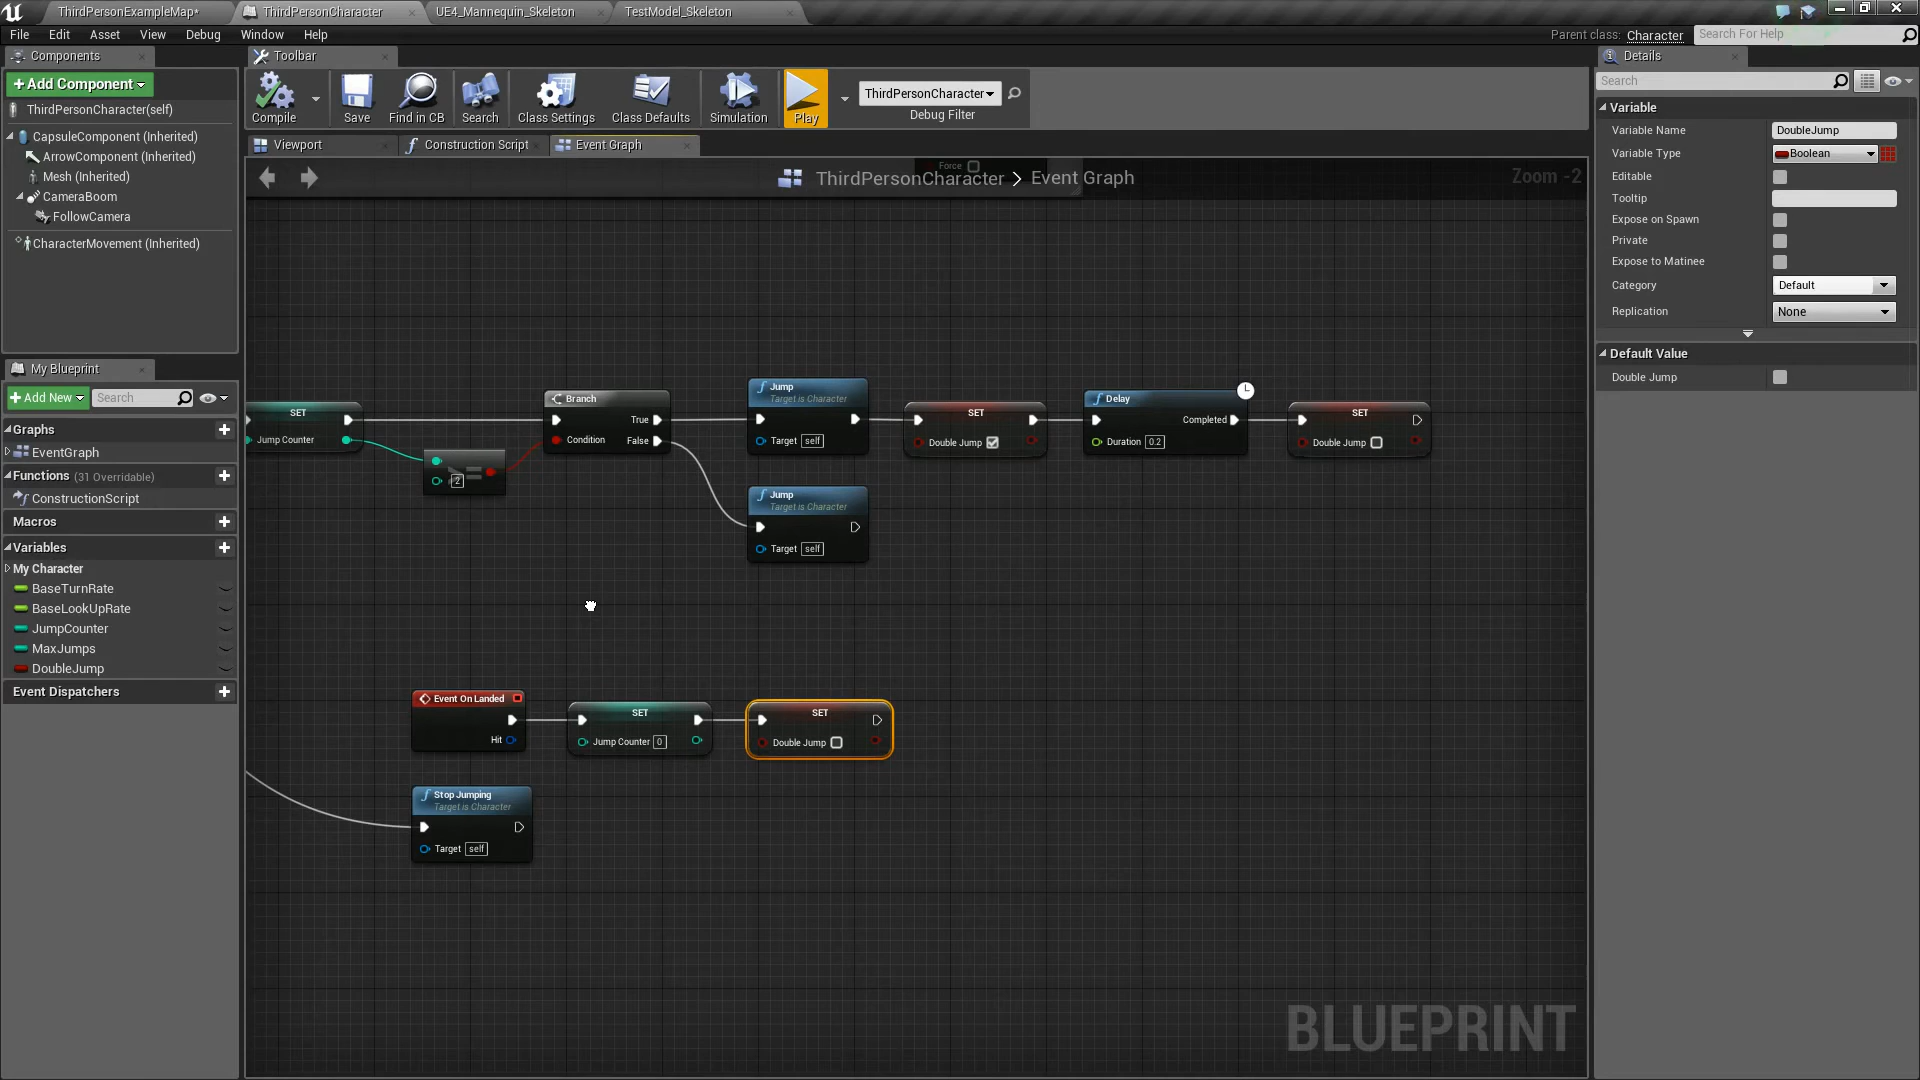 ThirdPersonExampleMap*
ThirdPersonCharacter
UE4_Mannequin_Skeleton
TestModel_Skeleton
File Edit Asset View Debug Window Help
Parent class: Character
Search For Help
Components
Toolbar
Details
+ Add Component
ThirdPersonCharacter(self)
CapsuleComponent (Inherited)
ArrowComponent (Inherited)
Mesh (Inherited)
CameraBoom
FollowCamera
CharacterMovement (Inherited)
Compile
Save
Find in CB
Search
Class Settings
Class Defaults
Simulation
Play
ThirdPersonCharacter
Debug Filter
Viewport
Construction Script
Event Graph
Force
ThirdPersonCharacter > Event Graph
Zoom -2
My Blueprint
+ Add New
Search
Graphs
EventGraph
Functions (31 Overridable)
ConstructionScript
Macros
Variables
My Character
BaseTurnRate
BaseLookUpRate
JumpCounter
MaxJumps
DoubleJump
Event Dispatchers
SET
Jump Counter
2
Branch
True
Condition
False
Jump
Target is Character
Target self
SET
Double Jump
Delay
Completed
Duration 0.2
SET
Double Jump
Jump
Target is Character
Target self
Event On Landed
Hit
SET
Jump Counter 0
SET
Double Jump
Stop Jumping
Target is Character
Target self
BLUEPRINT
Search
Variable
Variable Name DoubleJump
Variable Type Boolean
Editable
Tooltip
Expose on Spawn
Private
Expose to Matinee
Category Default
Replication None
Default Value
Double Jump